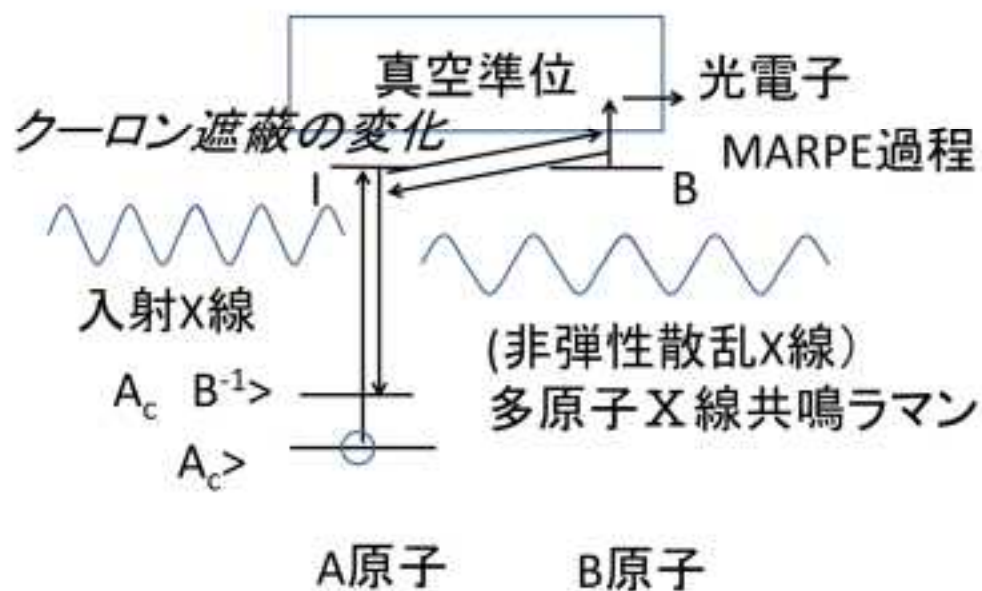 真空準位
光電子
クーロン遮蔽の変化
MARPE過程
I
B
入射X線
(非弾性散乱X線）
多原子Ｘ線共鳴ラマン
Ac B-1>
Ac>
A原子
B原子